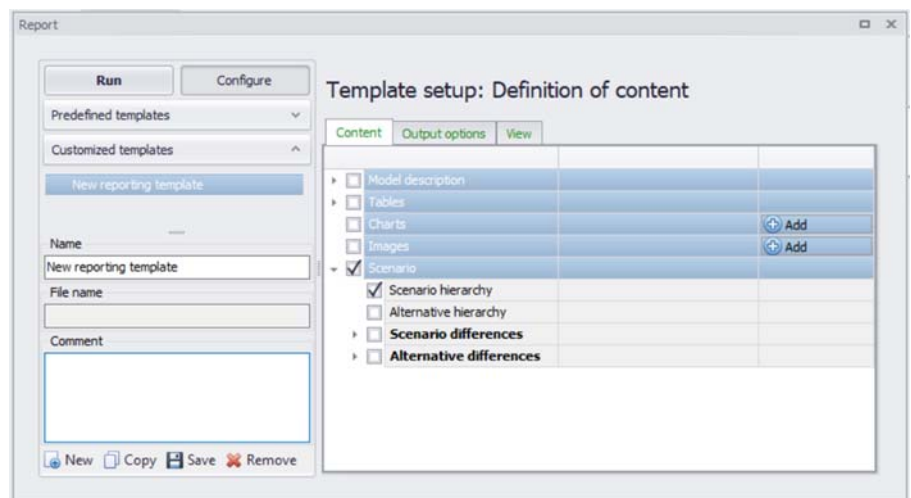 Report
Run
Configure
Predefined templates
Customized templates
New reporting template
Name
New reporting template
File name
Comment
New
Copy
Save
Remove
Template setup: Definition of content
Content
Output options
View
Model description
Tables
Charts
Add
Images
Add
Scenario
Scenario hierarchy
Alternative hierarchy
Scenario differences
Alternative differences